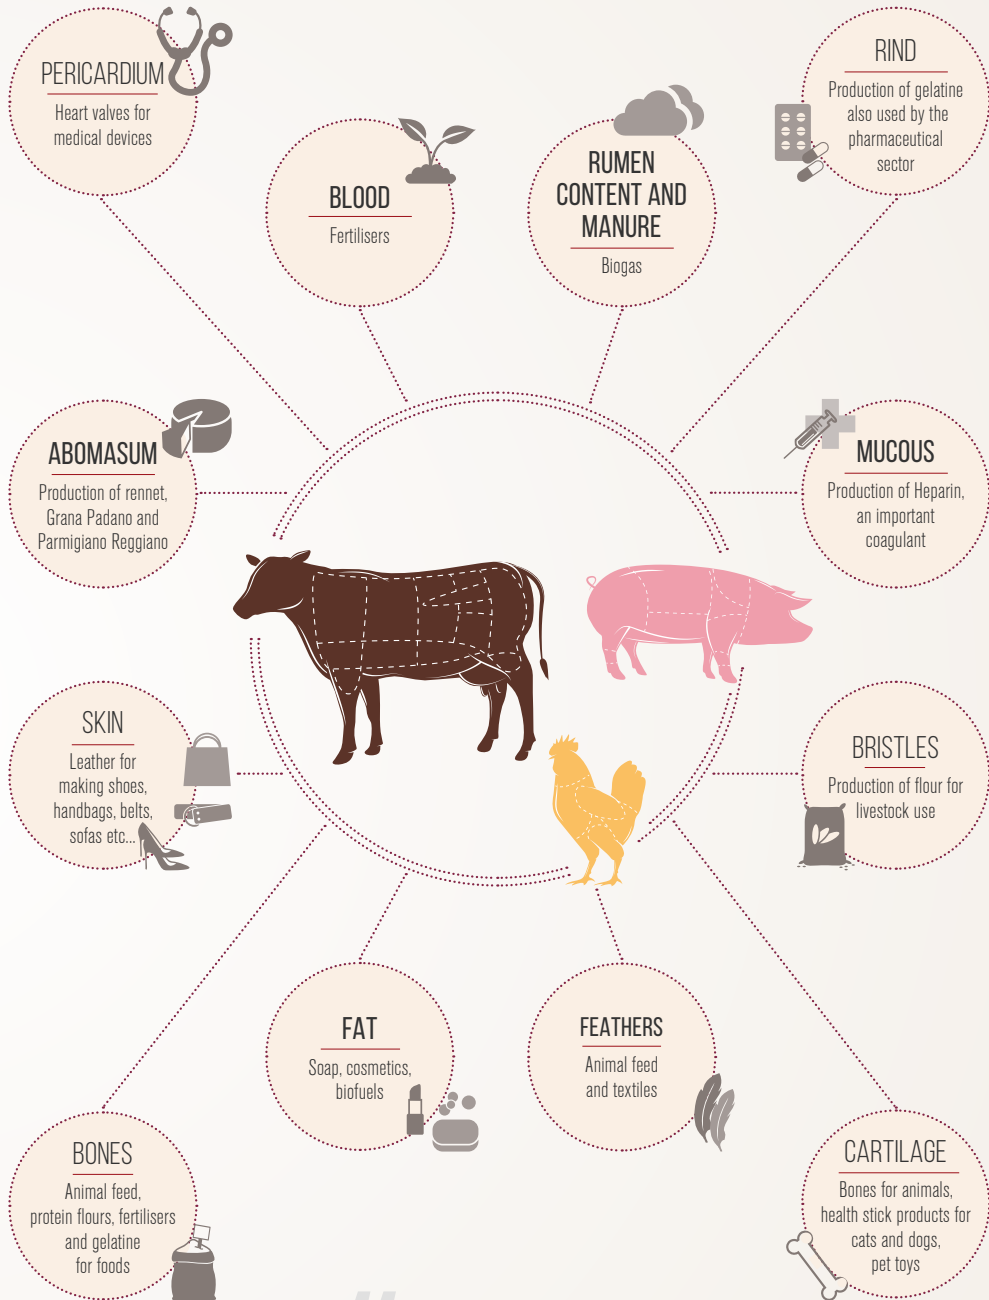 PERICARDIUM
Heart valves for
medical devices
BLOOD
Fertilisers
RUMEN
CONTENT AND
MANURE
Biogas
RIND
Production of gelatine
also used by the
pharmaceutical
sector
ABOMASUM
Production of rennet,
Grana Padano and
Parmigiano Reggiano
MUCOUS
Production of Heparin,
an important
coagulant
SKIN
Leather for
making shoes,
handbags, belts,
sofas etc...
BRISTLES
Production of flour for
livestock use
FAT
Soap, cosmetics,
biofuels
FEATHERS
Animal feed
and textiles
BONES
Animal feed,
protein flours, fertilisers
and gelatine
for foods
CARTILAGE
Bones for animals,
health stick products for
cats and dogs,
pet toys